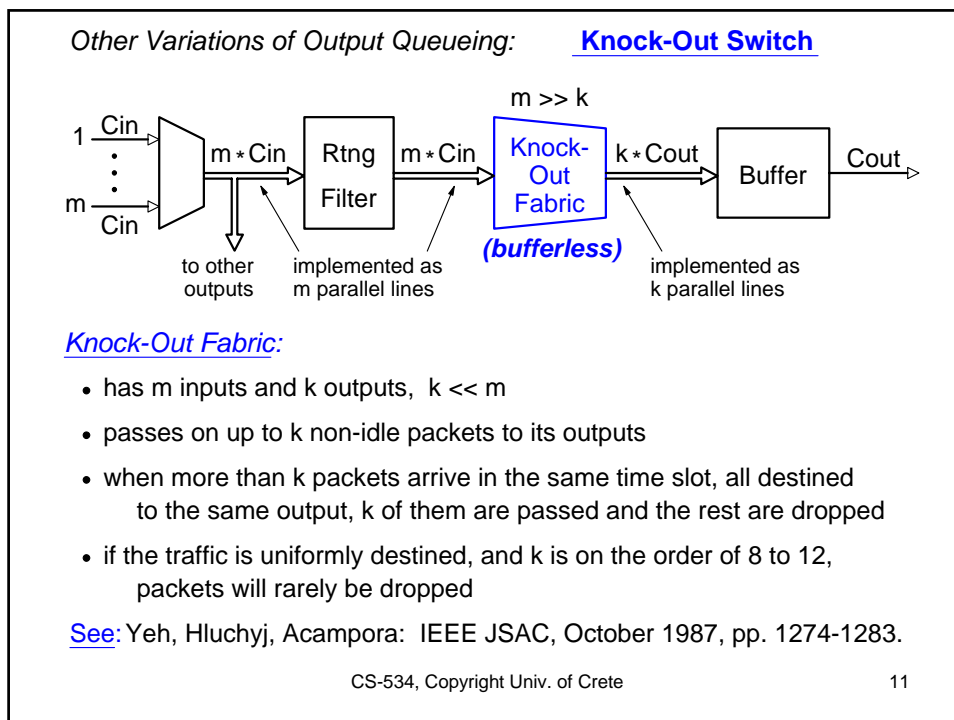 Other Variations of Output Queueing: Knock-Out Switch
m >> k
1 Cin
m Cin
m * Cin
Rtng
Filter
m * Cin
Knock-
Out
Fabric
(bufferless)
k * Cout
Buffer
Cout
to other
outputs
implemented as
m parallel lines
implemented as
k parallel lines
Knock-Out Fabric:
• has m inputs and k outputs, k << m
• passes on up to k non-idle packets to its outputs
• when more than k packets arrive in the same time slot, all destined
to the same output, k of them are passed and the rest are dropped
• if the traffic is uniformly destined, and k is on the order of 8 to 12,
packets will rarely be dropped
See: Yeh, Hluchyj, Acampora: IEEE JSAC, October 1987, pp. 1274-1283.
CS-534, Copyright Univ. of Crete 11